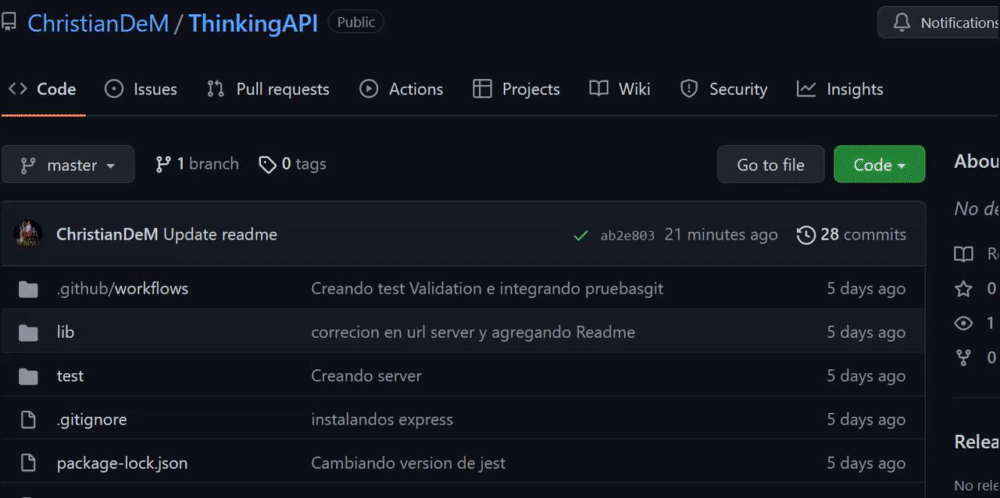 ChristianDeM / ThinkingAPI Public Notifications
Code Issues Pull requests Actions Projects Wiki Security Insights
master 1 branch 0 tags Go to file Code
ChristianDeM Update readme ab2e803 21 minutes ago 28 commits
.github/workflows Creando test Validation e integrando pruebasgit 5 days ago
lib correcion en url server y agregando Readme 5 days ago
test Creando server 5 days ago
.gitignore instalandos express 5 days ago
package-lock.json Cambiando version de jest 5 days ago
Abou
No de
R
0
1
0
Relea
No rele